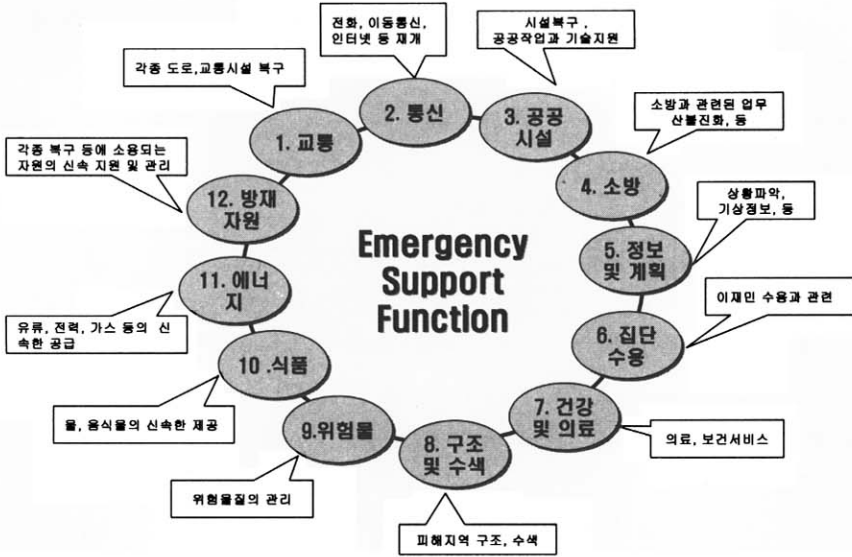 전화, 이동통신,
인터넷 등 재개
시설복구 ,
공공작업과 기술지원
각종 도로,교통시설 복구
2. 통신
3. 공공
시설
소방과 관련된 업무
산불진화, 등
1. 교통
각종 복구 등에 소용되는
자원의 신속 지원 및 관리
4. 소방
12. 방재
자원
상황파악,
기상정보, 등
Emergency
Support
Function
5. 정보
및 계획
11. 에너
지
이재민 수용과 관련
유류, 전력, 가스 등의 신
속한 공급
6. 집단
수용
10 .식품
7. 건강
및 의료
물, 음식물의 신속한 제공
9.위험물
8. 구조
및 수색
의료, 보건서비스
위험물질의 관리
피해지역 구조, 수색